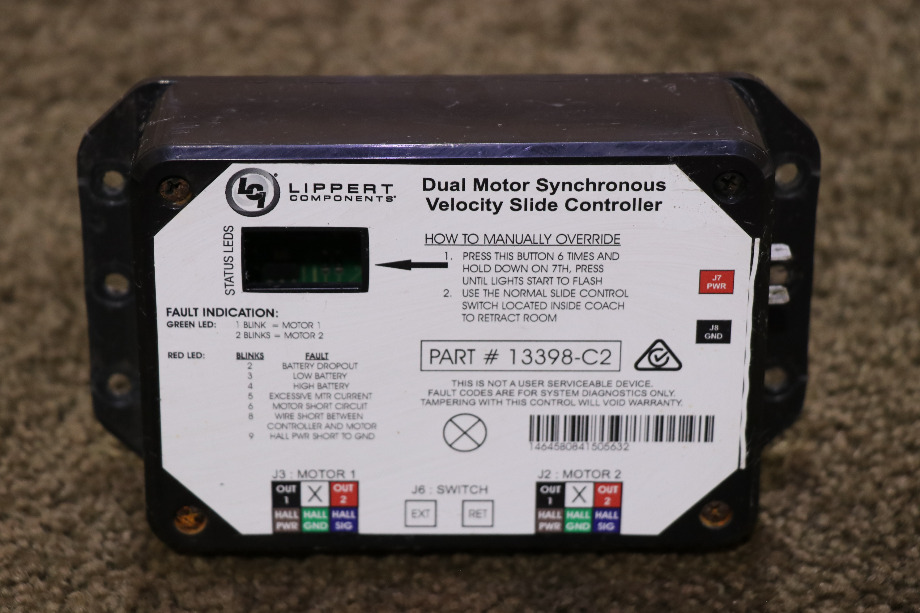 LCI
LIPPERT
COMPONENTS
Dual Motor Synchronous
Velocity Slide Controller
STATUS LEDS
HOW TO MANUALLY OVERRIDE
1. PRESS THIS BUTTON 6 TIMES AND
HOLD DOWN ON 7TH, PRESS
UNTIL LIGHTS START TO FLASH
2. USE THE NORMAL SLIDE CONTROL
SWITCH LOCATED INSIDE COACH
TO RETRACT ROOM
J7
PWR
J8
GND
FAULT INDICATION:
GREEN LED: 1 BLINK = MOTOR 1
2 BLINKS = MOTOR 2
RED LED: BLINKS FAULT
2 BATTERY DROPOUT
3 LOW BATTERY
4 HIGH BATTERY
5 EXCESSIVE MTR CURRENT
6 MOTOR SHORT CIRCUIT
8 WIRE SHORT BETWEEN
CONTROLLER AND MOTOR
9 HALL PWR SHORT TO GND
PART # 13398-C2
THIS IS NOT A USER SERVICEABLE DEVICE.
FAULT CODES ARE FOR SYSTEM DIAGNOSTICS ONLY.
TAMPERING WITH THIS CONTROL WILL VOID WARRANTY.
1464580841505632
J3 : MOTOR 1
OUT 1 X OUT 2
HALL PWR HALL GND HALL SIG
J6 : SWITCH
EXT RET
J2 : MOTOR 2
OUT 1 X OUT 2
HALL PWR HALL GND HALL SIG